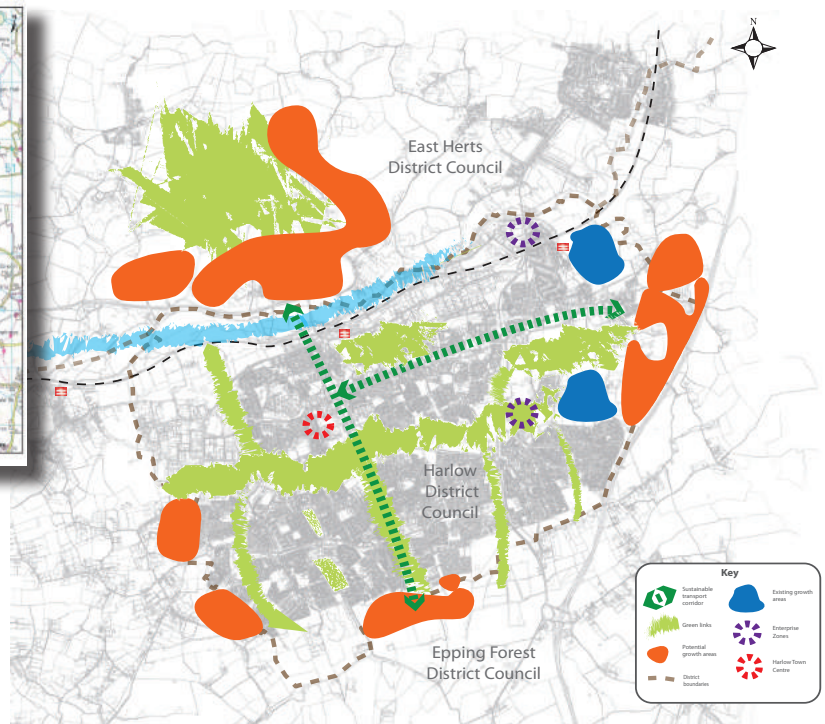 N
East Herts
District Council
Harlow
District
Council
Epping Forest
District Council
Key
Sustainable
transport
corridor
Existing growth
areas
Green links
Enterprise
Zones
Potential
growth areas
Harlow Town
Centre
District
boundaries